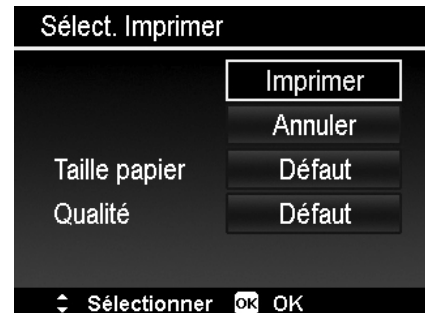 Sélect. Imprimer
Imprimer
Annuler
Taille papier Défaut
Qualité Défaut
Sélectionner OK OK